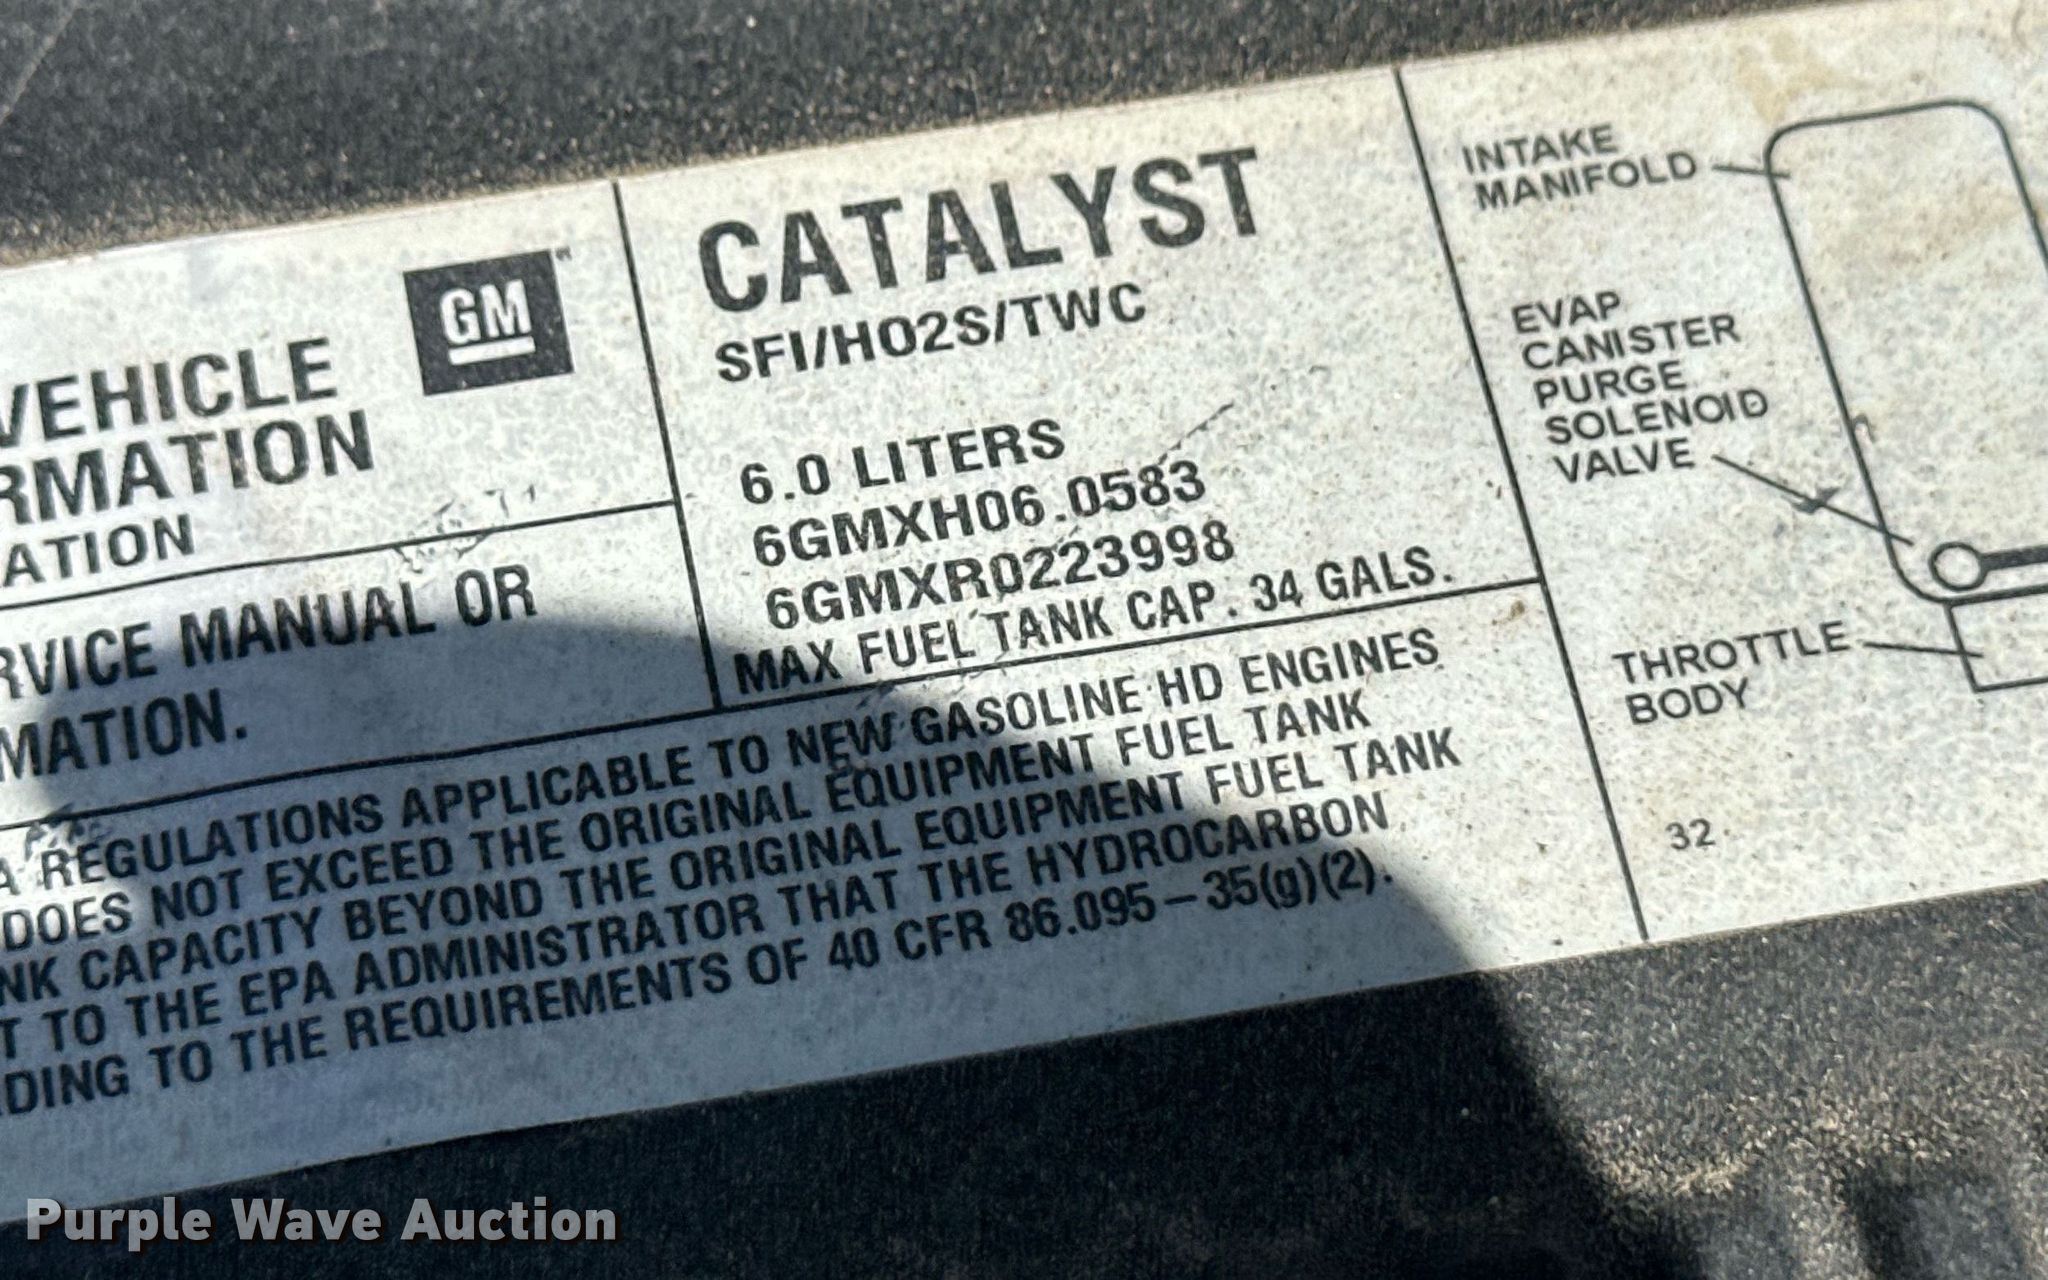 VEHICLE
RMATION
ATION
GM
RVICE MANUAL OR
MATION.
CATALYST
SFI/HO2S/TWC
6.0 LITERS
6GMXH06.0583
6GMXR0223998
MAX FUEL TANK CAP. 34 GALS.
A REGULATIONS APPLICABLE TO NEW GASOLINE HD ENGINES
DOES NOT EXCEED THE ORIGINAL EQUIPMENT FUEL TANK
NK CAPACITY BEYOND THE ORIGINAL EQUIPMENT FUEL TANK
T TO THE EPA ADMINISTRATOR THAT THE HYDROCARBON
DING TO THE REQUIREMENTS OF 40 CFR 86.095-35(g)(2).
INTAKE
MANIFOLD
EVAP
CANISTER
PURGE
SOLENOID
VALVE
THROTTLE
BODY
32
Purple Wave Auction